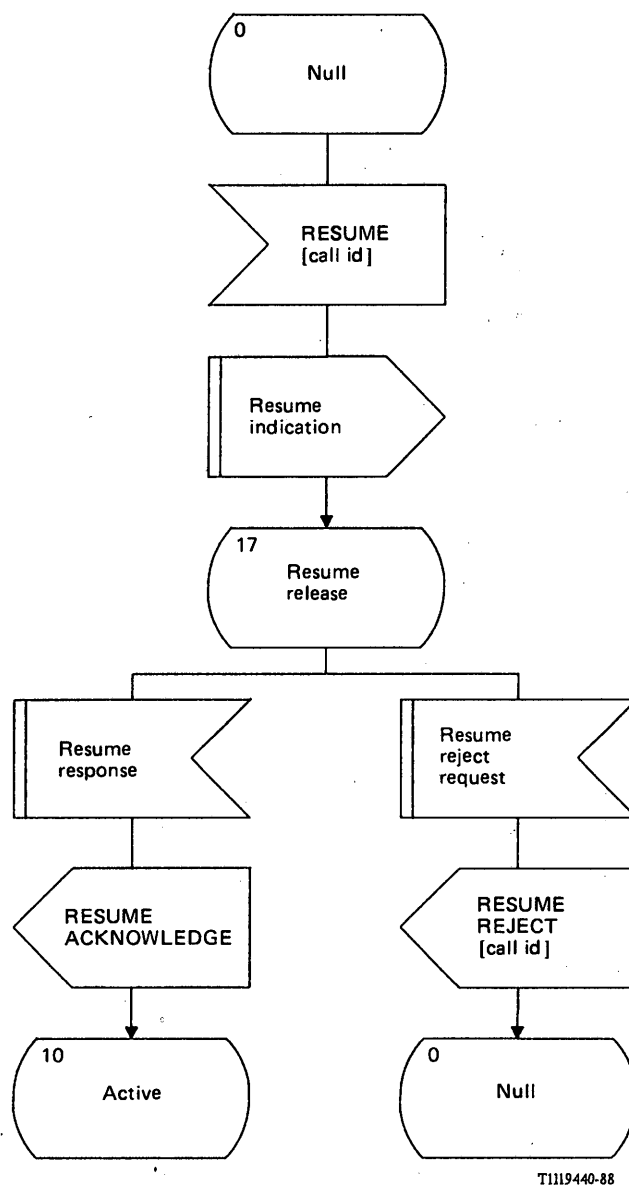 0
Null
RESUME
[call id]
Resume
indication
17
Resume
release
Resume
response
Resume
reject
request
RESUME
ACKNOWLEDGE
RESUME
REJECT
[call id]
10
Active
0
Null
T1119440-88